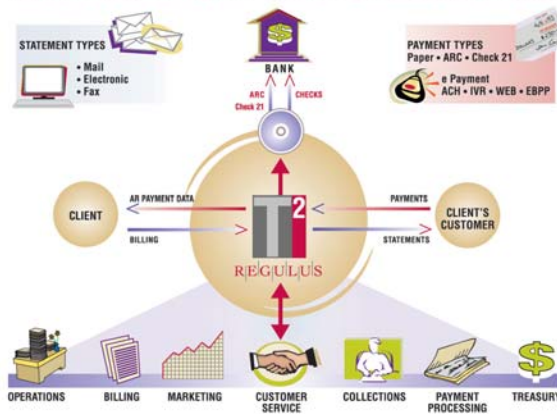 STATEMENT TYPES
• Mail
• Electronic
• Fax
BANK
ARC
Check 21
CHECKS
PAYMENT TYPES
Paper • ARC • Check 21
e Payment
ACH • IVR • WEB • EBPP
CLIENT
AR PAYMENT DATA
BILLING
T2
REGULUS
PAYMENTS
STATEMENTS
CLIENT'S
CUSTOMER
OPERATIONS
BILLING
MARKETING
CUSTOMER
SERVICE
COLLECTIONS
PAYMENT
PROCESSING
TREASURY